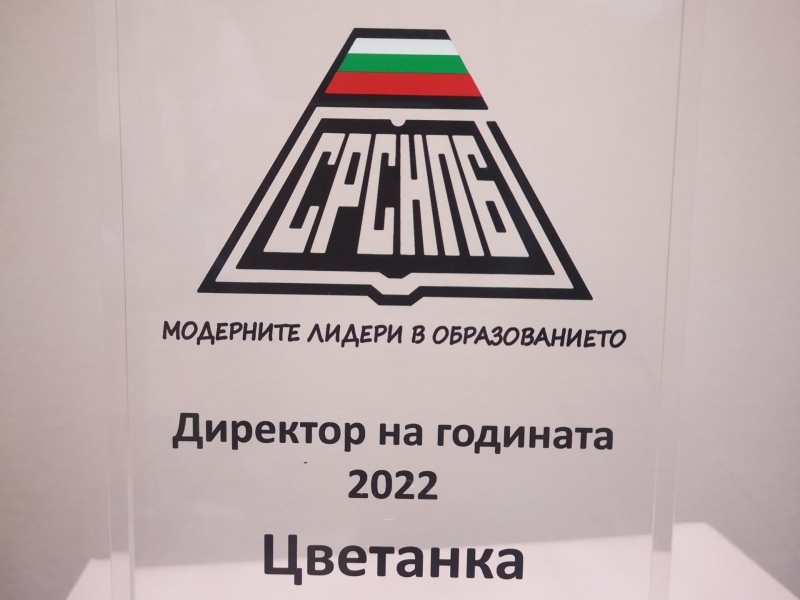 СРСНПБ
МОДЕРНИТЕ ЛИДЕРИ В ОБРАЗОВАНИЕТО
Директор на годината
2022
Цветанка